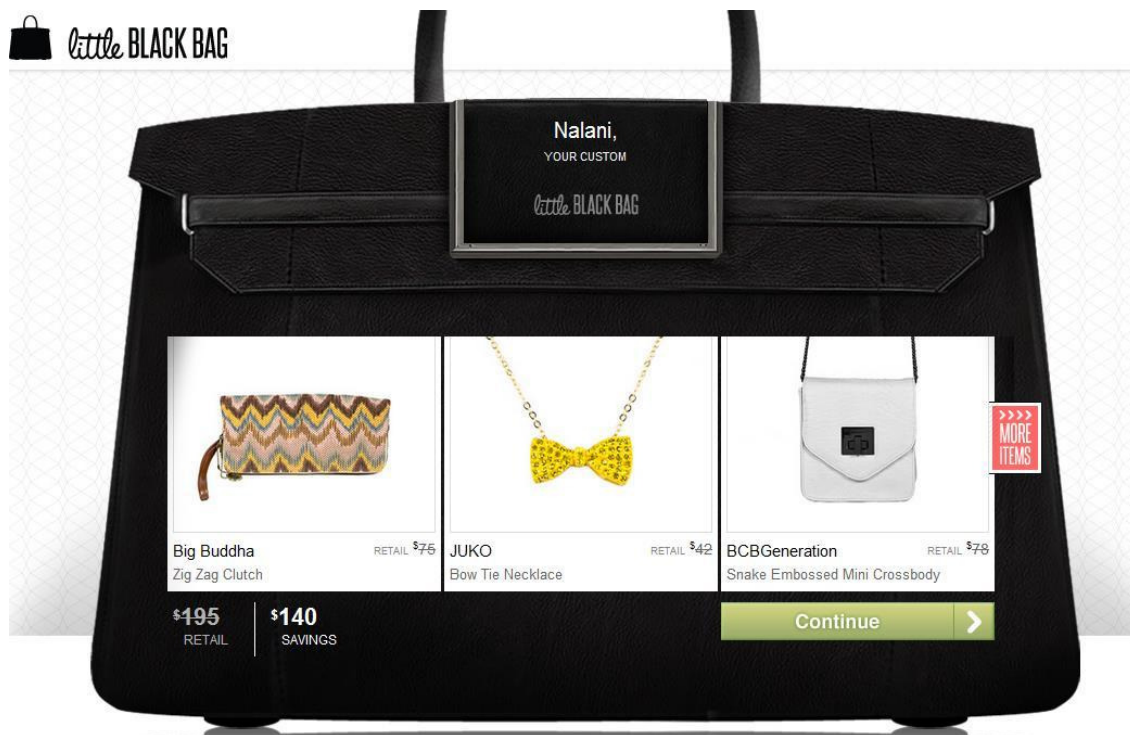 little BLACK BAG
Nalani,
YOUR CUSTOM
little BLACK BAG
>>>>
MORE
ITEMS
Big Buddha RETAIL $75
Zig Zag Clutch
JUKO RETAIL $42
Bow Tie Necklace
BCBGeneration RETAIL $78
Snake Embossed Mini Crossbody
$195
RETAIL
$140
SAVINGS
Continue